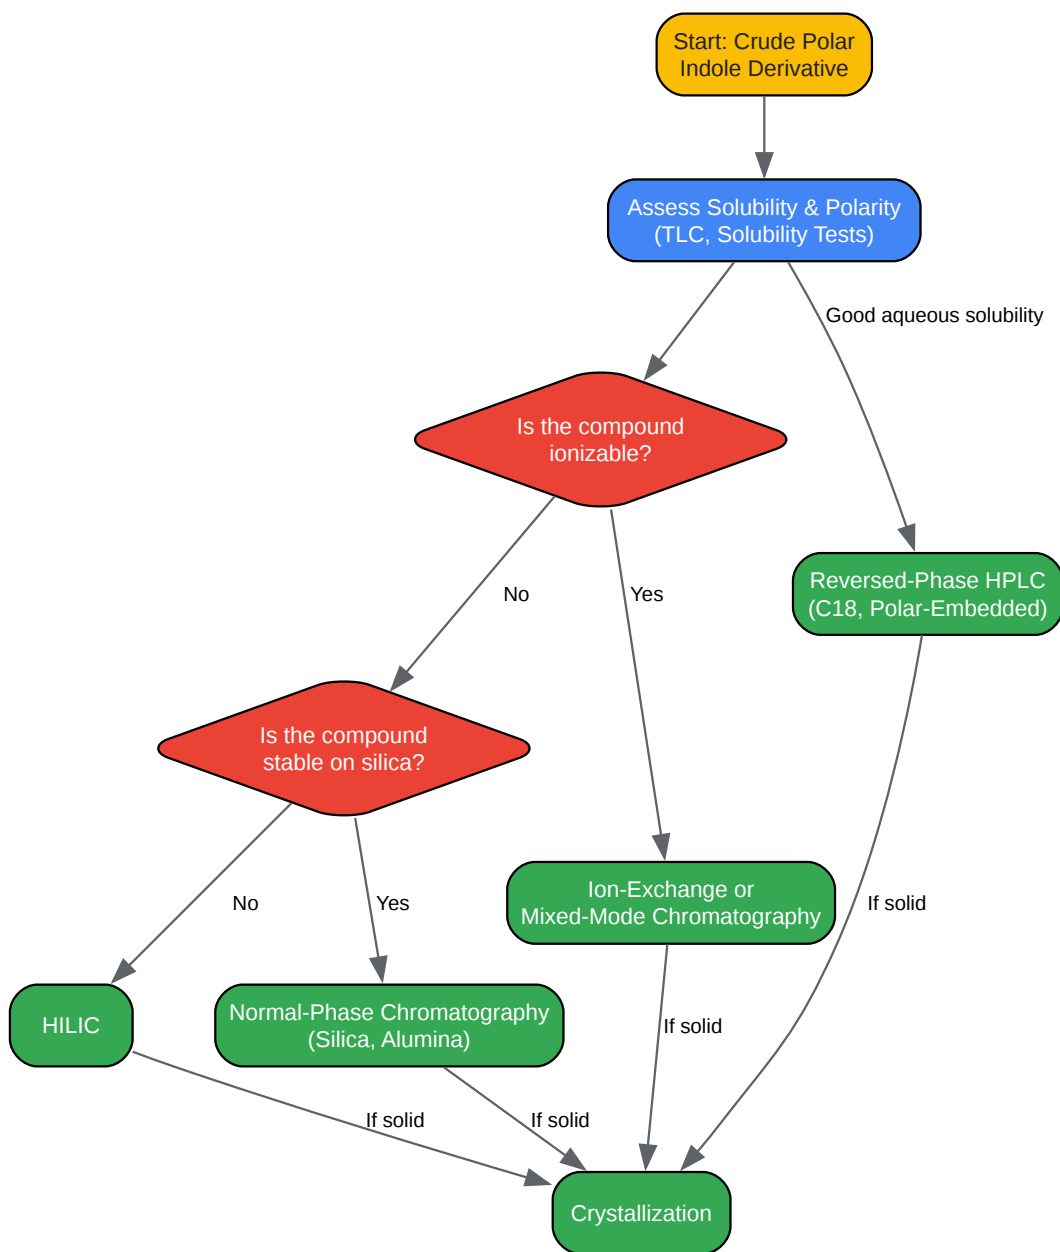 Start: Crude Polar
Indole Derivative
Assess Solubility & Polarity
(TLC, Solubility Tests)
Good aqueous solubility
Is the compound
ionizable?
Reversed-Phase HPLC
(C18, Polar-Embedded)
No
Yes
Is the compound
stable on silica?
Ion-Exchange or
Mixed-Mode Chromatography
No
Yes
If solid
HILIC
Normal-Phase Chromatography
(Silica, Alumina)
If solid
If solid
If solid
Crystallization